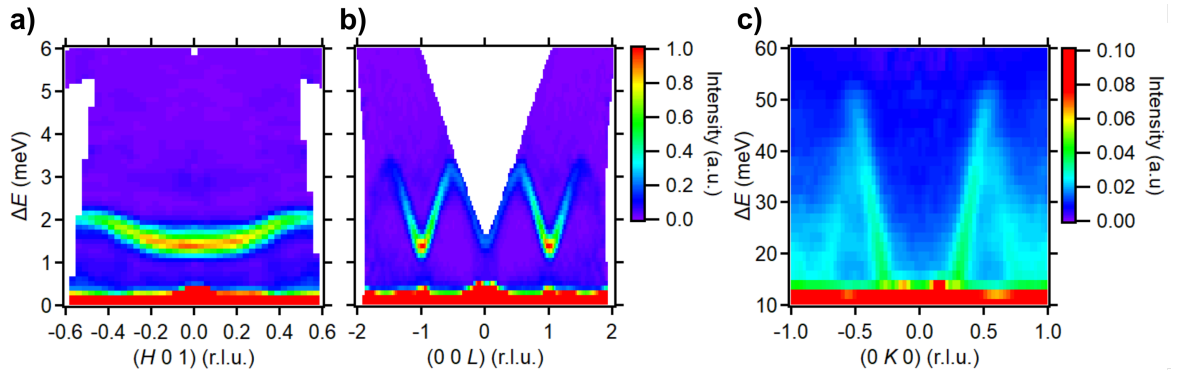 a)
6
5
4
3
2
1
0
ΔE (meV)
-0.6 -0.4 -0.2 0.0 0.2 0.4 0.6
(H 0 1) (r.l.u.)
b)
-2 -1 0 1 2
(0 0 L) (r.l.u.)
1.0
0.8
0.6
0.4
0.2
0.0
Intensity (a.u.)
c)
60
50
40
30
20
10
ΔE (meV)
-1.0 -0.5 0.0 0.5 1.0
(0 K 0) (r.l.u.)
0.10
0.08
0.06
0.04
0.02
0.00
Intensity (a.u)